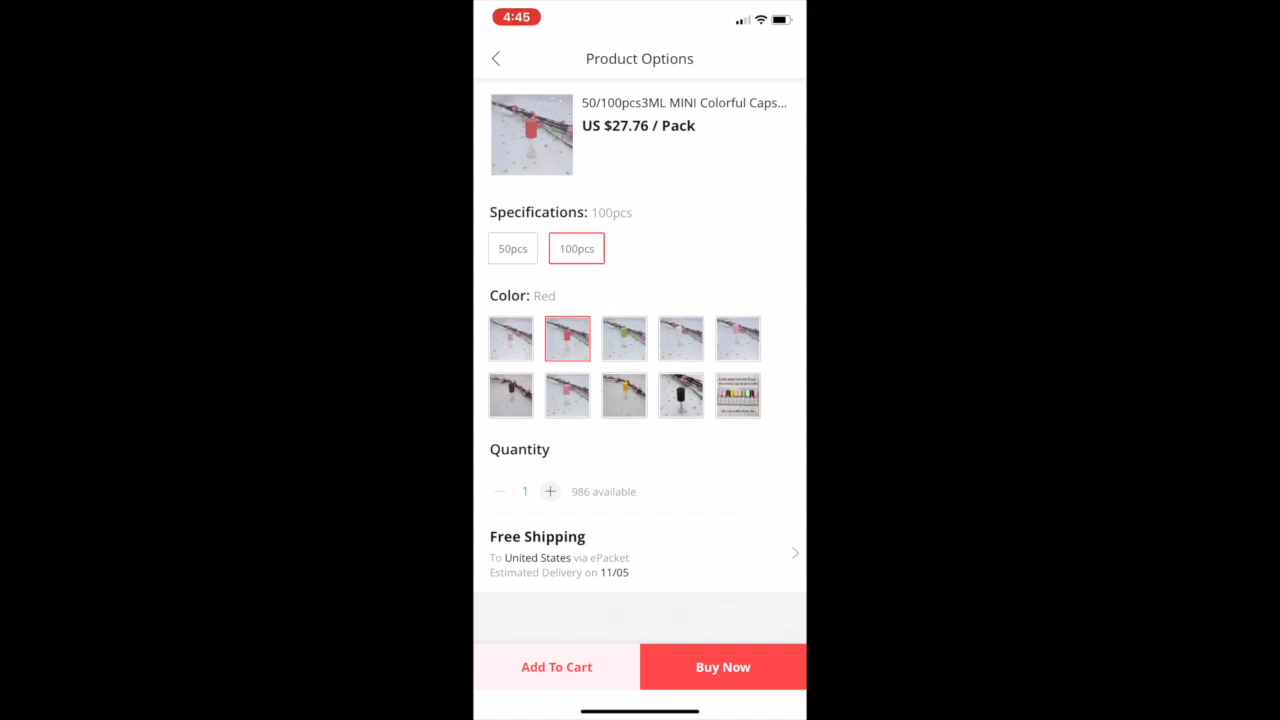 4:45
Product Options
50/100pcs3ML MINI Colorful Caps...
US $27.76 / Pack
Specifications: 100pcs
50pcs
100pcs
Color: Red
Quantity
1
986 available
Free Shipping
To United States via ePacket
Estimated Delivery on 11/05
Add To Cart
Buy Now